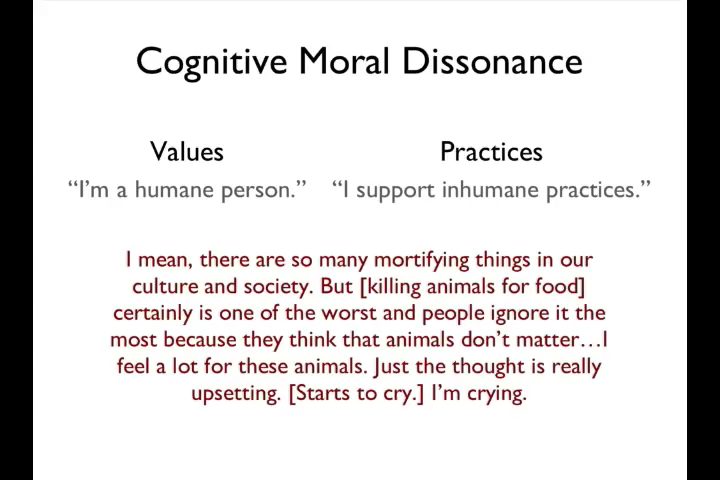 Cognitive Moral Dissonance
Values
Practices
“I’m a humane person.”
“I support inhumane practices.”
I mean, there are so many mortifying things in our
culture and society. But [killing animals for food]
certainly is one of the worst and people ignore it the
most because they think that animals don’t matter…I
feel a lot for these animals. Just the thought is really
upsetting. [Starts to cry.] I’m crying.